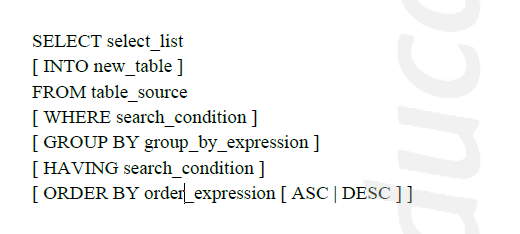 SELECT select_list
[ INTO new_table ]
FROM table_source
[ WHERE search_condition ]
[ GROUP BY group_by_expression ]
[ HAVING search_condition ]
[ ORDER BY order_expression [ ASC | DESC ] ]